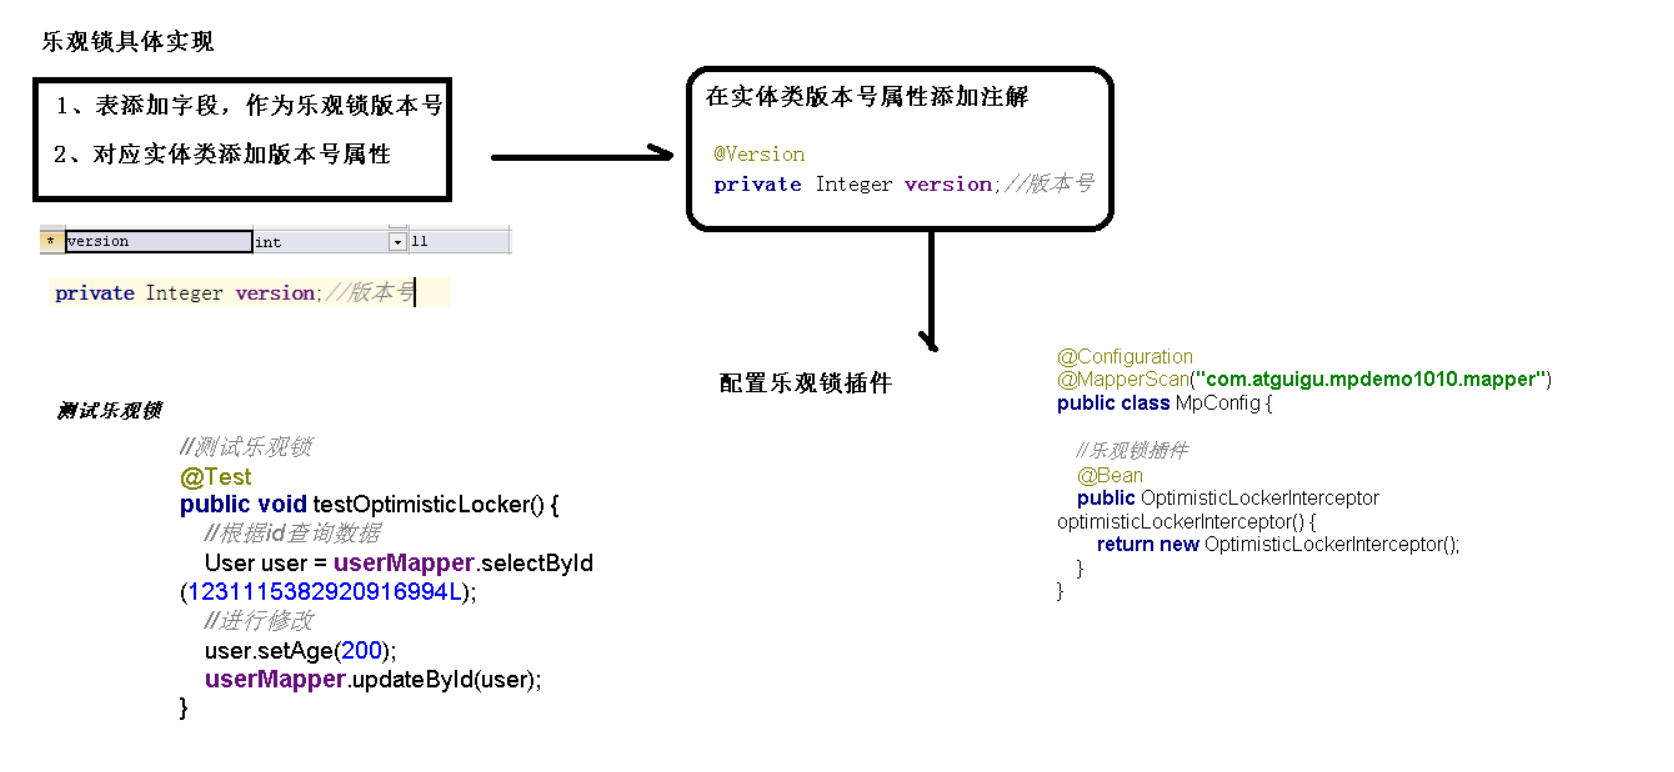 乐观锁具体实现
1、表添加字段，作为乐观锁版本号
2、对应实体类添加版本号属性
* version int 11
private Integer version;//版本号
在实体类版本号属性添加注解
@Version
private Integer version;//版本号
配置乐观锁插件
@Configuration
@MapperScan("com.atguigu.mpdemo1010.mapper")
public class MpConfig {
//乐观锁插件
@Bean
public OptimisticLockerInterceptor
optimisticLockerInterceptor() {
return new OptimisticLockerInterceptor();
}
}
测试乐观锁
//测试乐观锁
@Test
public void testOptimisticLocker() {
//根据id查询数据
User user = userMapper.selectById
(1231115382920916994L);
//进行修改
user.setAge(200);
userMapper.updateById(user);
}